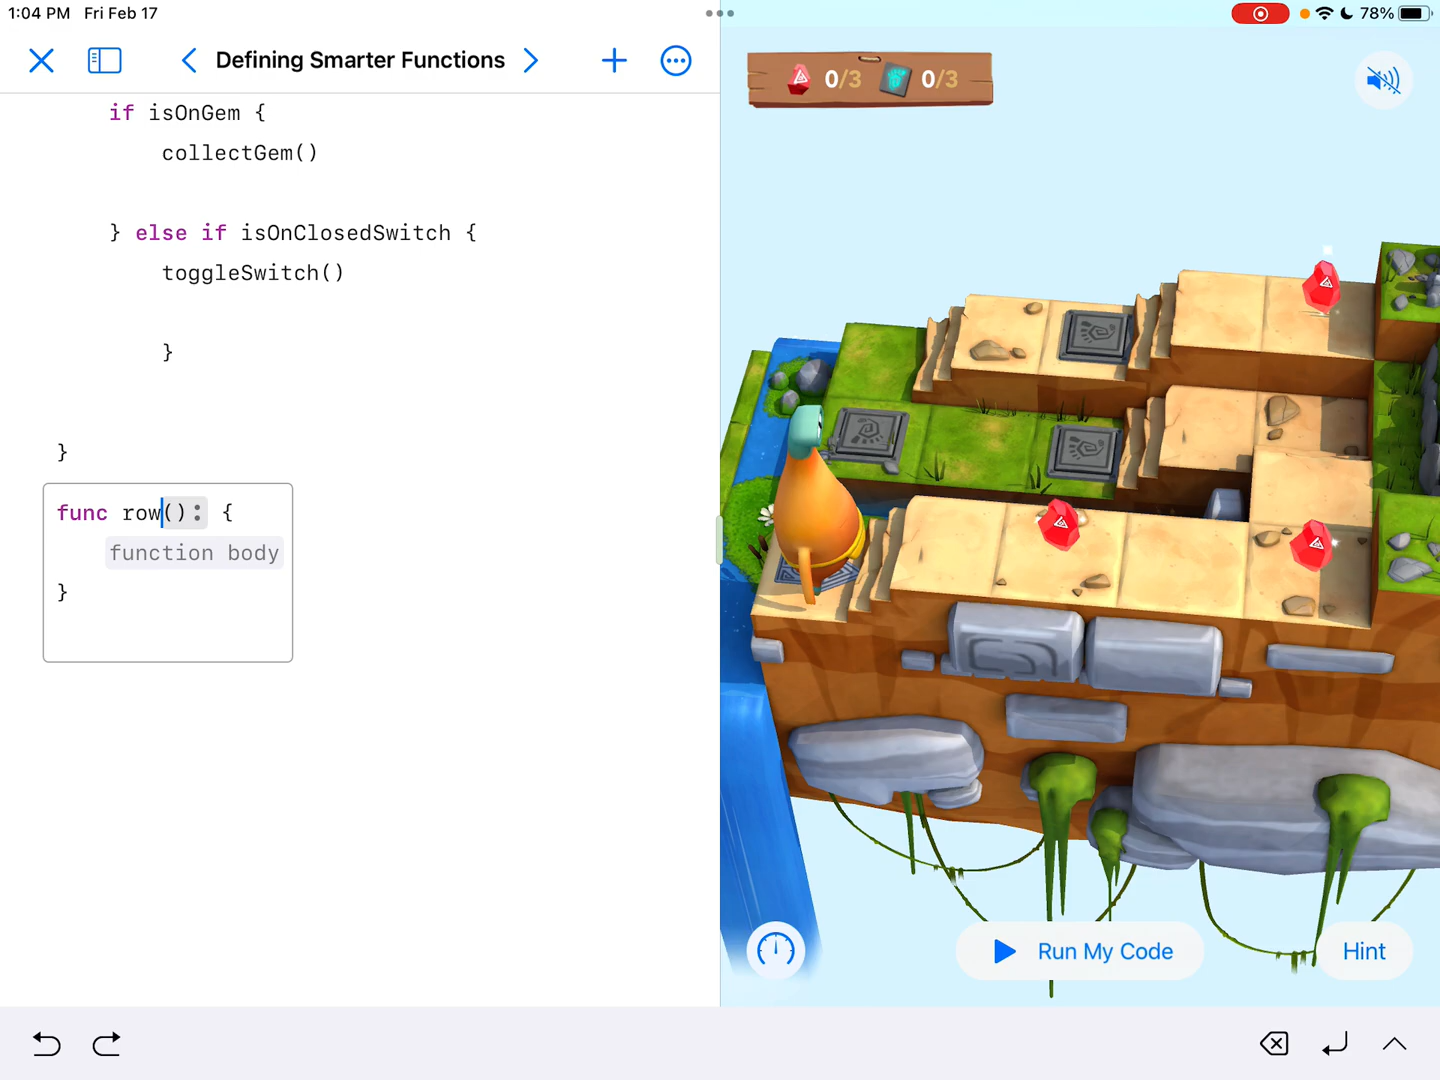 1:04 PM Fri Feb 17
78%
Defining Smarter Functions
if isOnGem {
collectGem()
} else if isOnClosedSwitch {
toggleSwitch()
}
}
func row(): {
function body
}
0/3 0/3
Run My Code
Hint